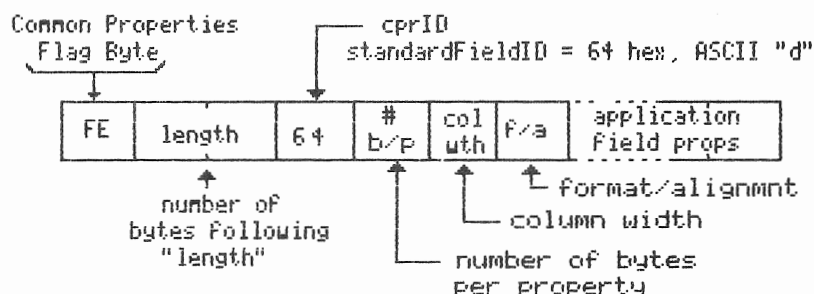 Common Properties
Flag Byte
cprID
standardFieldID = 64 hex, ASCII "d"
FE
length
64
#
b/p
col
wth
f/a
application
field props
number of
bytes following
"length"
format/alignmnt
column width
number of bytes
per property